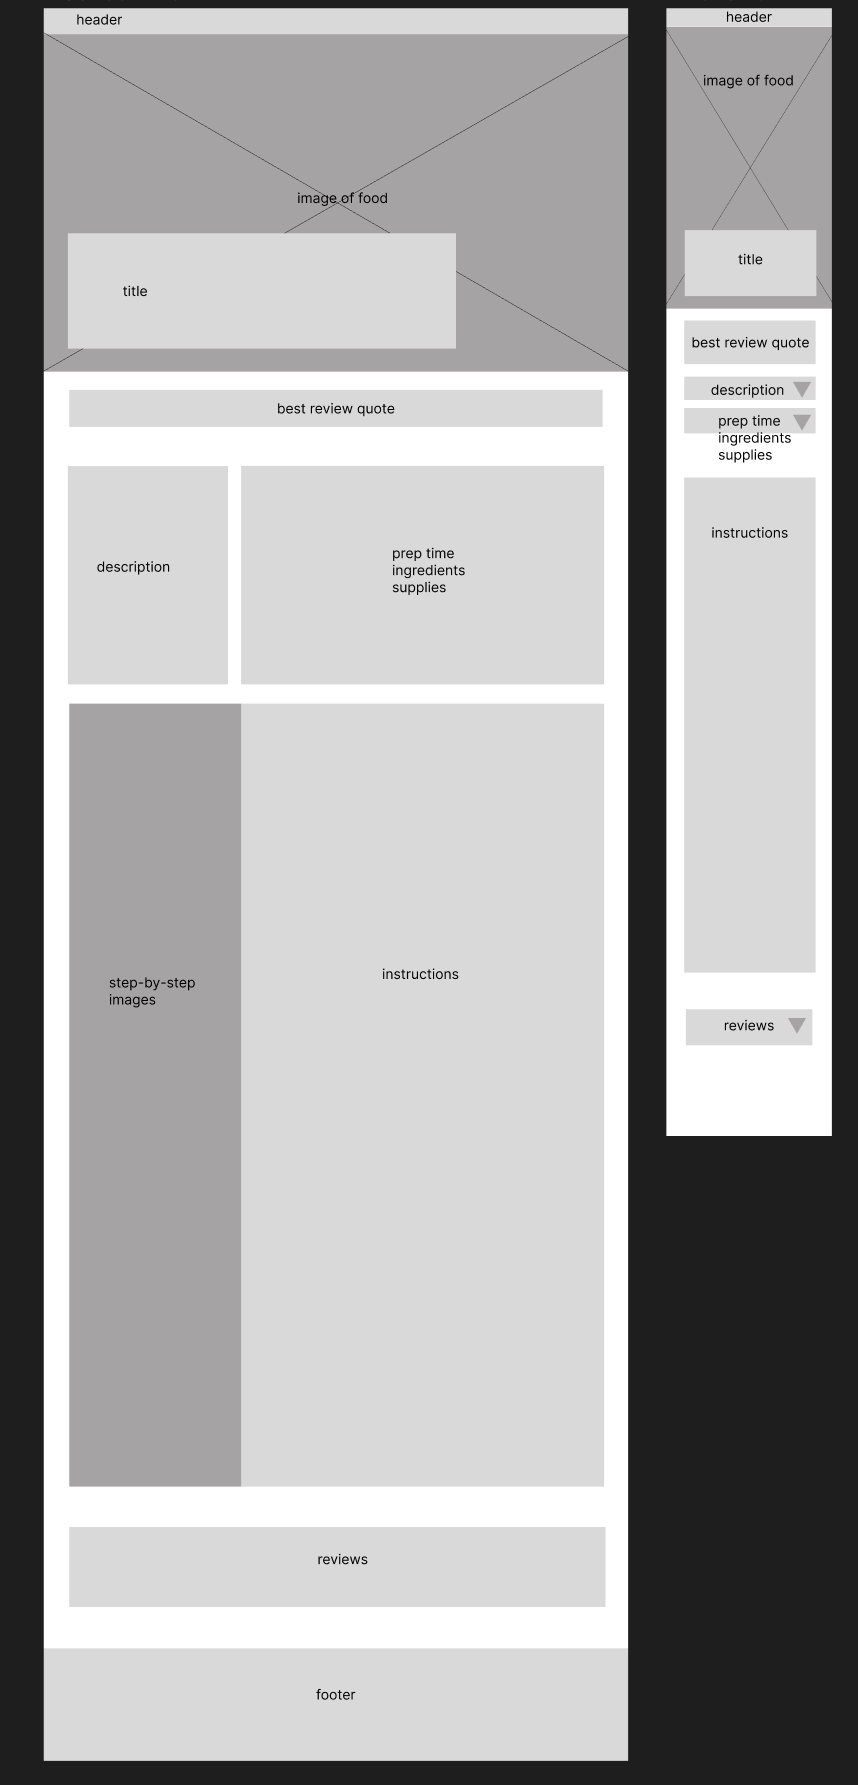 header
image of food
title
best review quote
description
prep time
ingredients
supplies
step-by-step
images
instructions
reviews
footer
header
image of food
title
best review quote
description
prep time
ingredients
supplies
instructions
reviews